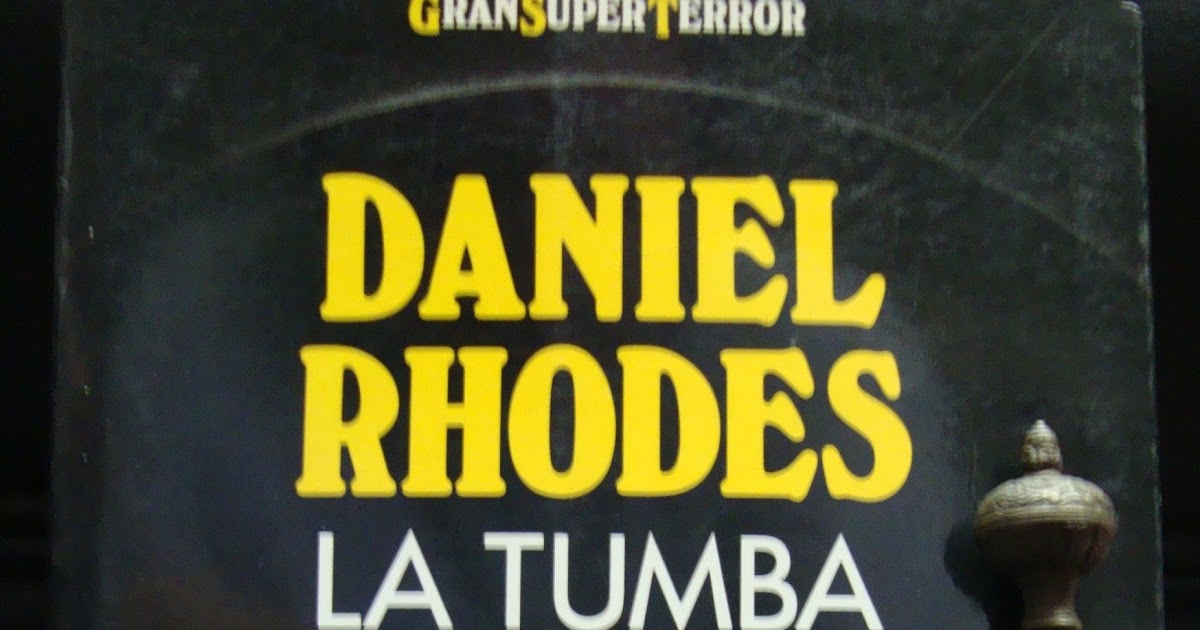 GRANSUPERTERROR
DANIEL
RHODES
LA TUMBA